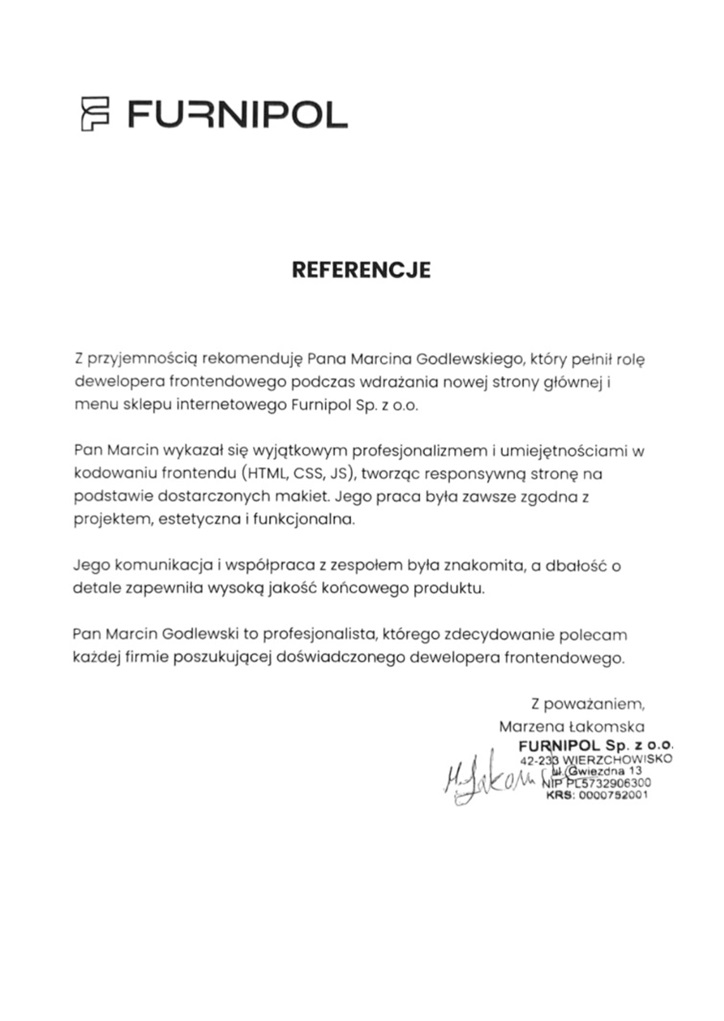 FURNIPOL
REFERENCJE
Z przyjemnością rekomenduję Pana Marcina Godlewskiego, który pełnił rolę
dewelopera frontendowego podczas wdrażania nowej strony głównej i
menu sklepu internetowego Furnipol Sp. z o.o.
Pan Marcin wykazał się wyjątkowym profesjonalizmem i umiejętnościami w
kodowaniu frontendu (HTML, CSS, JS), tworząc responsywną stronę na
podstawie dostarczonych makiet. Jego praca była zawsze zgodna z
projektem, estetyczna i funkcjonalna.
Jego komunikacja i współpraca z zespołem była znakomita, a dbałość o
detale zapewniła wysoką jakość końcowego produktu.
Pan Marcin Godlewski to profesjonalista, którego zdecydowanie polecam
każdej firmie poszukującej doświadczonego dewelopera frontendowego.
Z poważaniem,
Marzena Łakomska
FURNIPOL Sp. z o.o.
42-233 WIERZCHOWISKO
ul. Gwiezdna 13
NIP PL5732906300
KRS: 0000752001